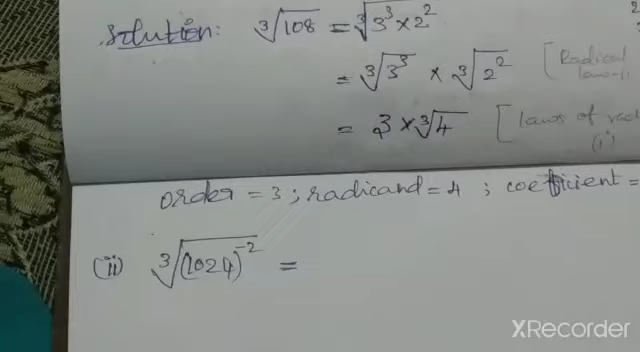 solution: ∛108 = ∛3³ × 2²
= ∛3³ × ∛2² [Radical
= 3 × ∛4 [laws of rad
(i)
order = 3 ; radicand = 4 ; coefficient =
(ii) ∛(1024)⁻² =
XRecorder